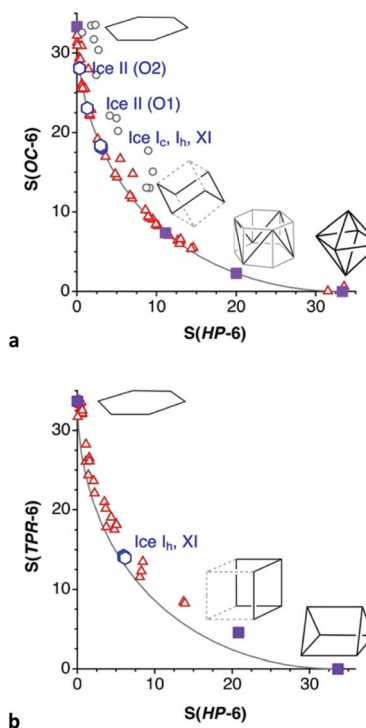 S(OC-6)
30
20
10
0
Ice II (O2)
Ice II (O1)
Ice Ic, Ih, XI
0 10 20 30
S(HP-6)
a
S(TPR-6)
30
20
10
0
Ice Ih, XI
0 10 20 30
S(HP-6)
b